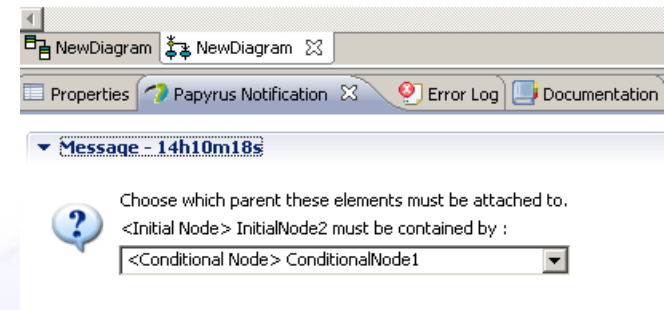 NewDiagram NewDiagram
Properties Papyrus Notification Error Log Documentation
Message - 14h10m18s
Choose which parent these elements must be attached to.
<Initial Node> InitialNode2 must be contained by :
<Conditional Node> ConditionalNode1